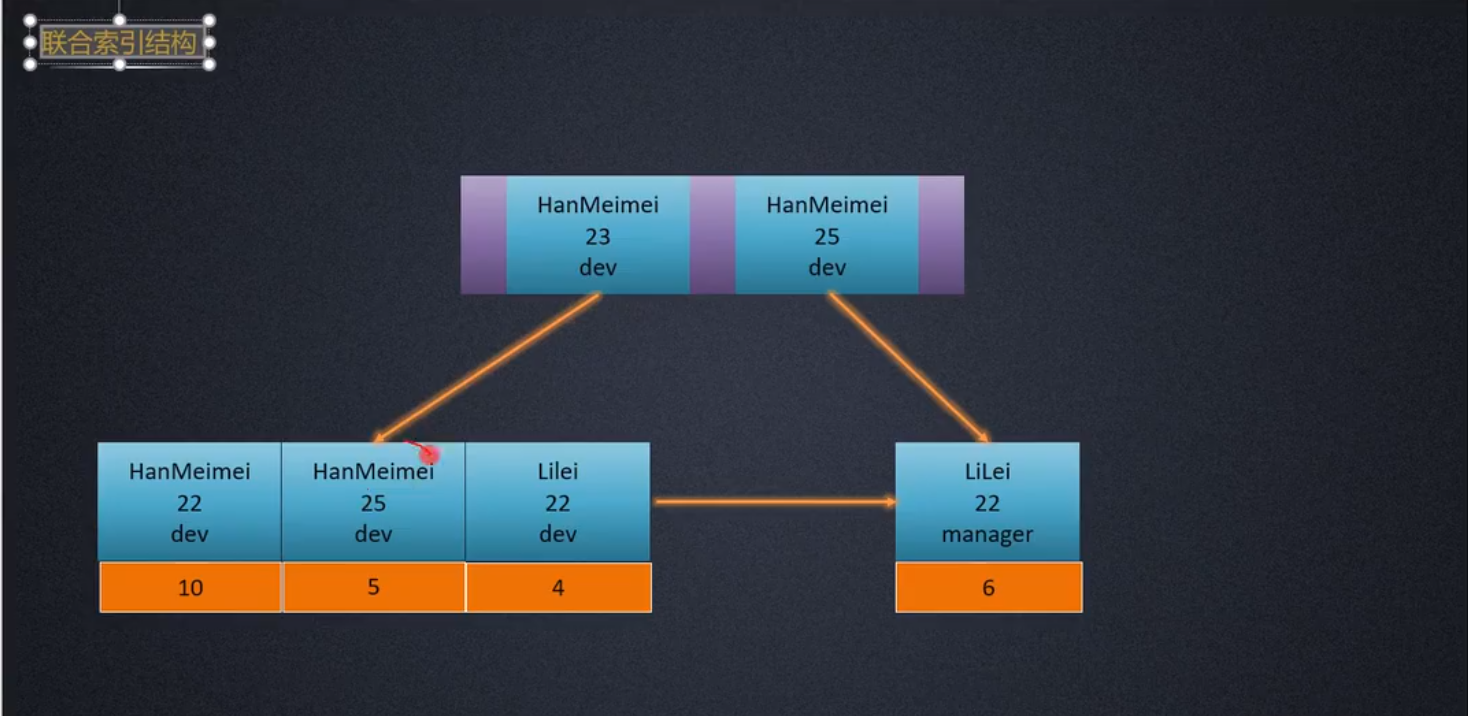 联合索引结构
HanMeimei
23
dev
HanMeimei
25
dev
HanMeimei
22
dev
10
HanMeimei
25
dev
5
Lilei
22
dev
4
LiLei
22
manager
6